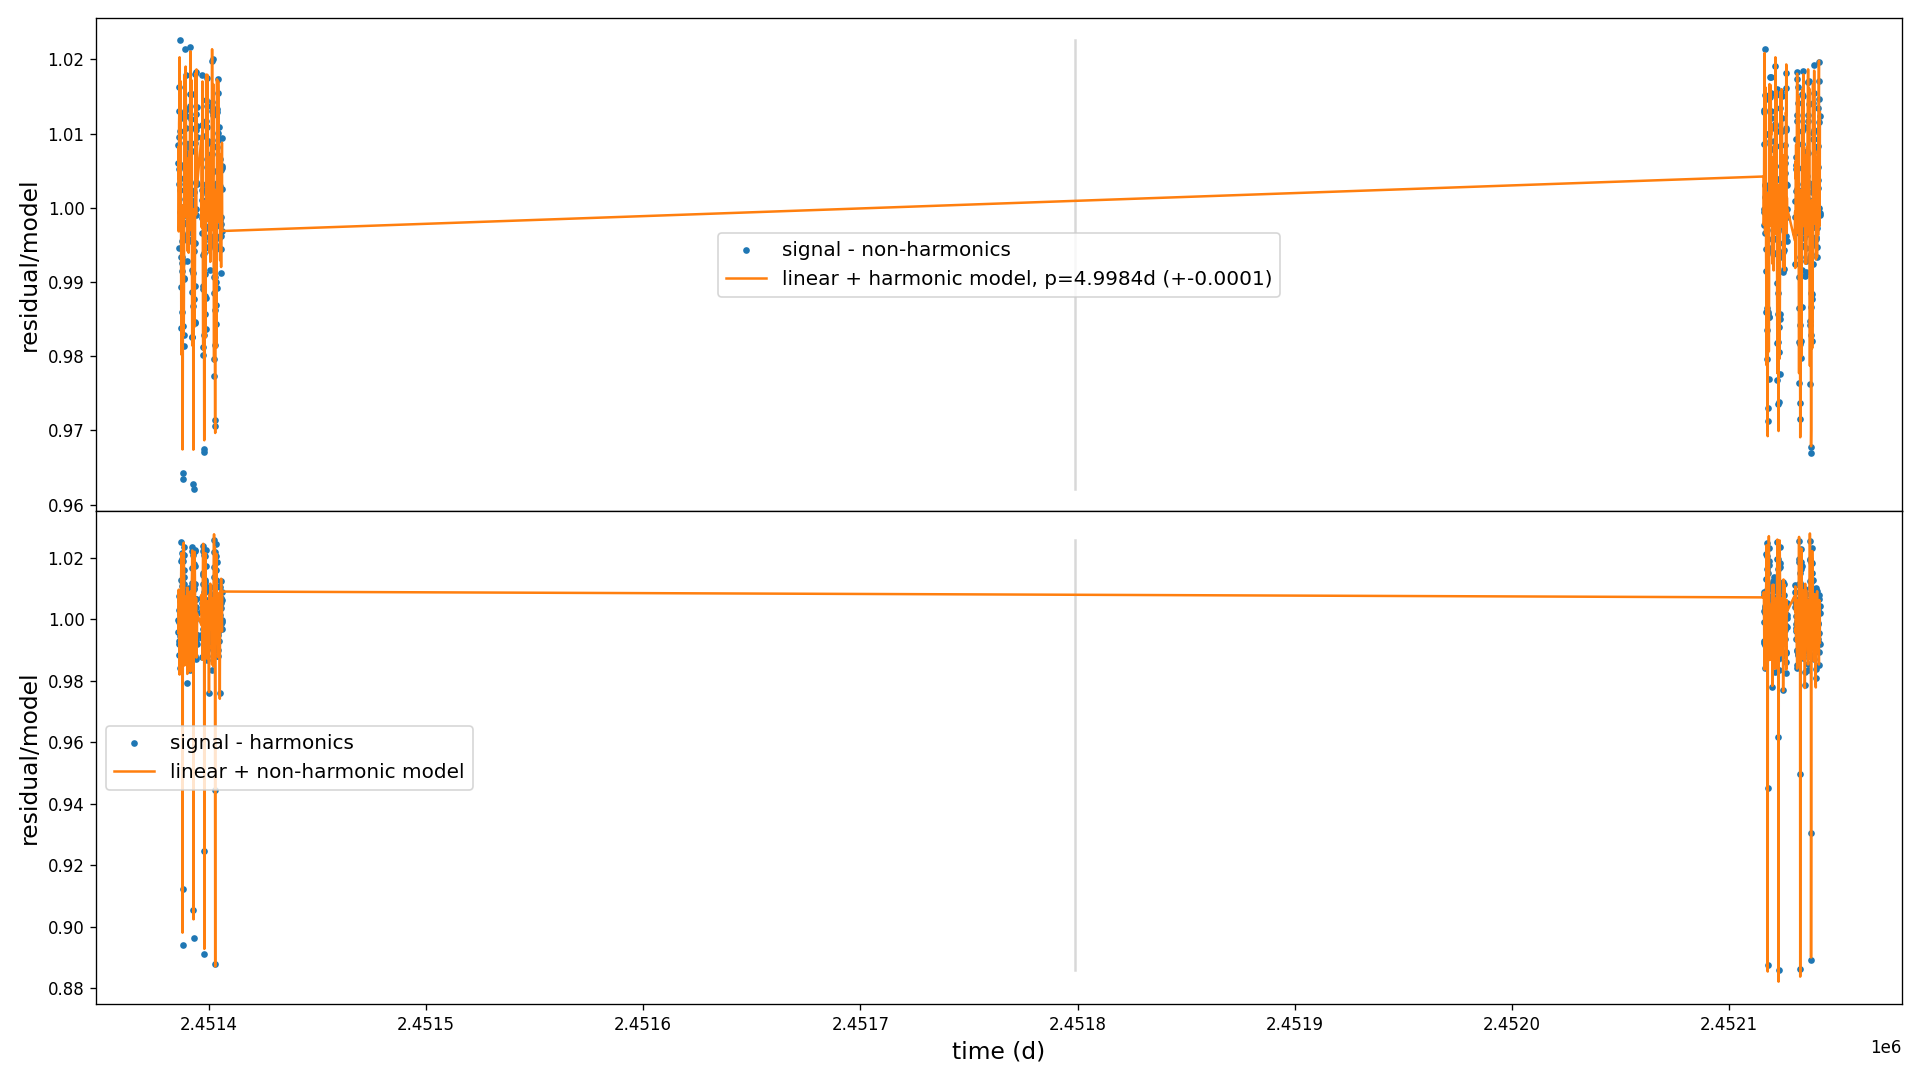 1.02
1.01
1.00
0.99
0.98
0.97
0.96
residual/model
signal - non-harmonics
linear + harmonic model, p=4.9984d (+-0.0001)
1.02
1.00
0.98
0.96
0.94
0.92
0.90
0.88
residual/model
signal - harmonics
linear + non-harmonic model
2.4514 2.4515 2.4516 2.4517 2.4518 2.4519 2.4520 2.4521
1e6
time (d)